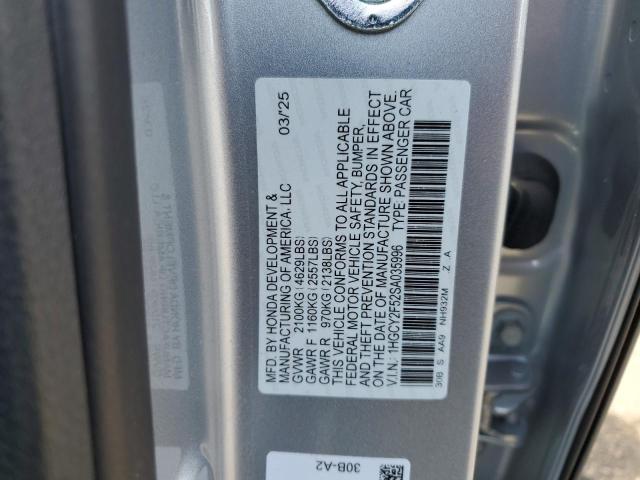 MFD. BY HONDA DEVELOPMENT & 03/25
MANUFACTURING OF AMERICA, LLC
GVWR 2100KG(4629LBS)
GAWR F 1160KG(2557LBS)
GAWR R 970KG(2138LBS)
THIS VEHICLE CONFORMS TO ALL APPLICABLE
FEDERAL MOTOR VEHICLE SAFETY, BUMPER,
AND THEFT PREVENTION STANDARDS IN EFFECT
ON THE DATE OF MANUFACTURE SHOWN ABOVE.
V.I.N.: 1HGCY2F52SA035996 TYPE: PASSENGER CAR
30B S AA9 NH932M Z A
30B-A2